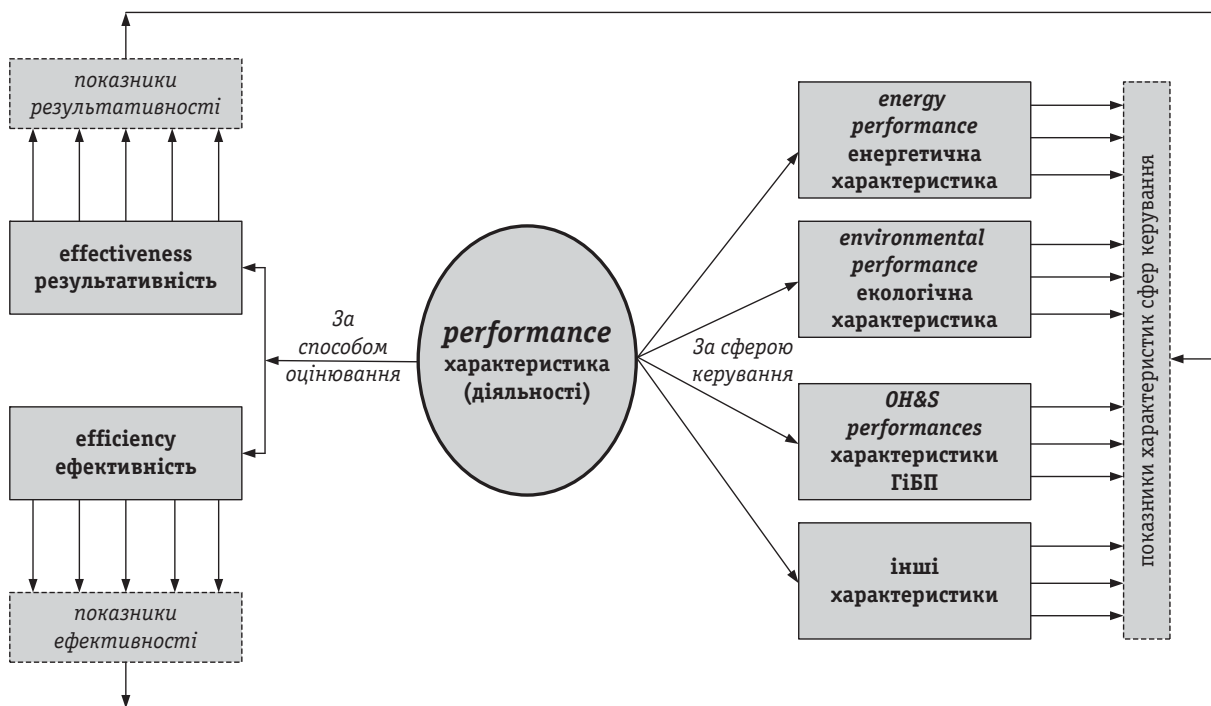 показники
результативності
effectiveness
результативність
efficiency
ефективність
показники
ефективності
За
способом
оцінювання
performance
характеристика
(діяльності)
За сферою
керування
energy
performance
енергетична
характеристика
environmental
performance
екологічна
характеристика
OH&S
performances
характеристики
ГіБП
інші
характеристики
показники характеристик сфер керування